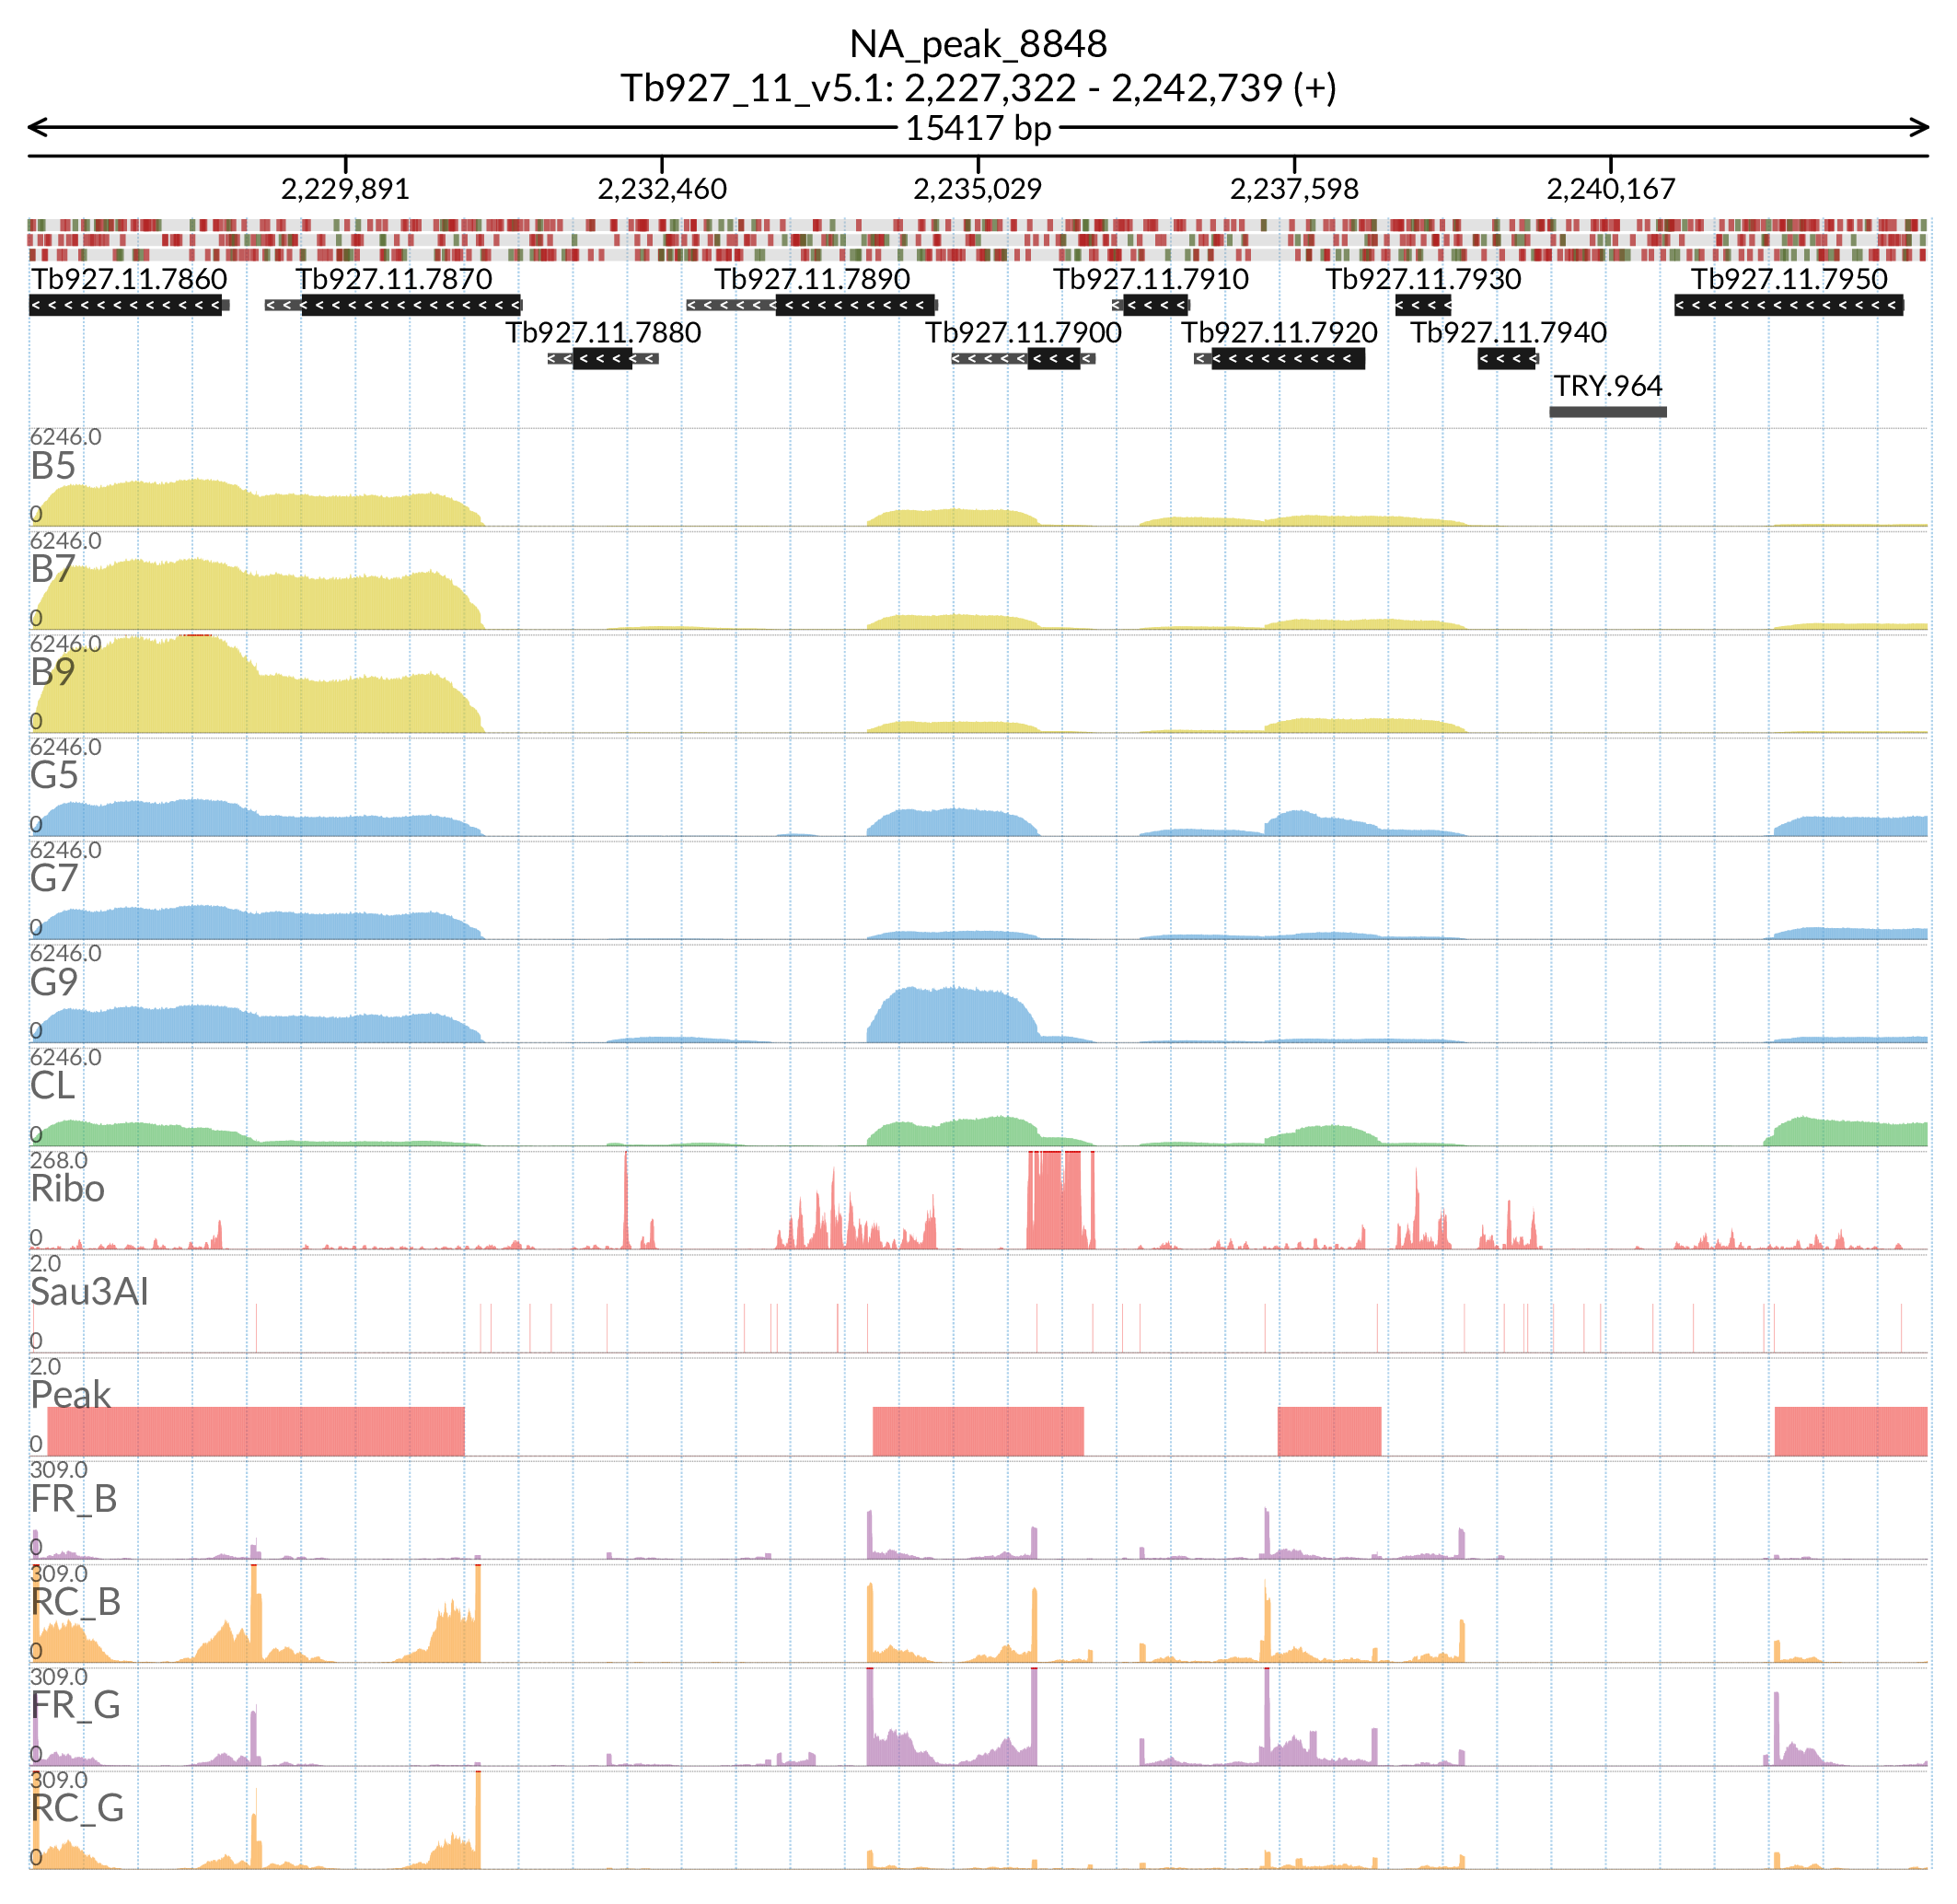 NA_peak_8848
Tb927_11_v5.1: 2,227,322 - 2,242,739 (+)
15417 bp
2,229,891 2,232,460 2,235,029 2,237,598 2,240,167
Tb927.11.7860 Tb927.11.7870 Tb927.11.7890 Tb927.11.7910 Tb927.11.7930 Tb927.11.7950
Tb927.11.7880 Tb927.11.7900 Tb927.11.7920 Tb927.11.7940
TRY.964
6246.0
B5
0
6246.0
B7
0
6246.0
B9
0
6246.0
G5
0
6246.0
G7
0
6246.0
G9
0
6246.0
CL
0
268.0
Ribo
0
2.0
Sau3AI
0
2.0
Peak
0
309.0
FR_B
0
309.0
RC_B
0
309.0
FR_G
0
309.0
RC_G
0